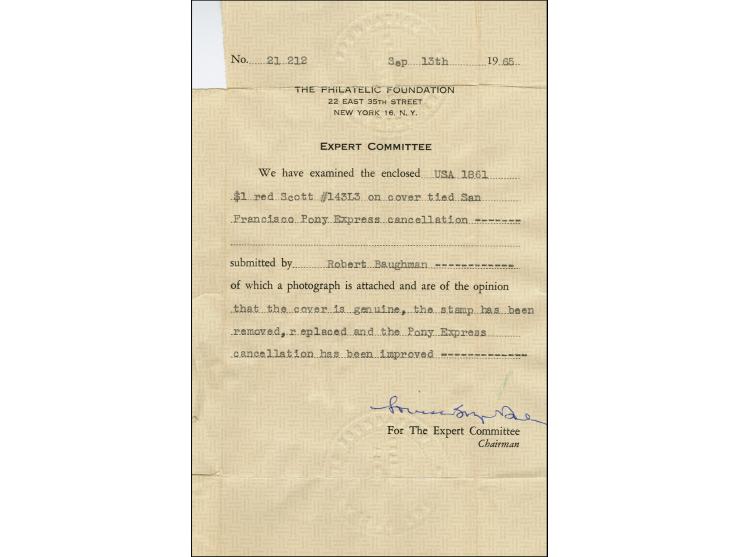 No. 21 212 Sep 13th 19 65
THE PHILATELIC FOUNDATION
22 EAST 35TH STREET
NEW YORK 16, N. Y.
EXPERT COMMITTEE
We have examined the enclosed USA 1861
$1 red Scott #143L3 on cover tied San
Francisco Pony Express cancellation -------
submitted by Robert Baughman ------------
of which a photograph is attached and are of the opinion
that the cover is genuine, the stamp has been
removed, r eplaced and the Pony Express
cancellation has been improved -------------
For The Expert Committee
Chairman